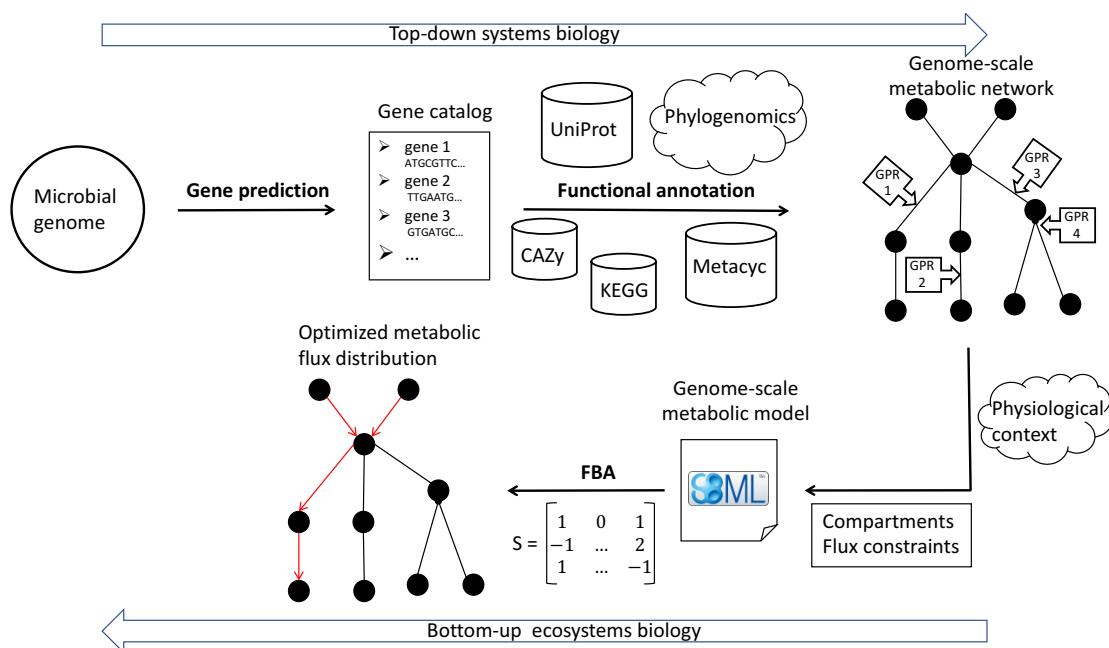 Top-down systems biology
Microbial
genome
Gene prediction
Gene catalog
gene 1
ATGCGTTC...
gene 2
TTGAATG...
gene 3
GTGATGC...
...
UniProt
Phylogenomics
Functional annotation
CAZy
KEGG
Metacyc
Genome-scale
metabolic network
GPR
1
GPR
3
GPR
4
GPR
2
Physiological
context
Compartments
Flux constraints
Genome-scale
metabolic model
SBML
FBA
S =
1 0 1
−1 ... 2
1 ... −1
Optimized metabolic
flux distribution
Bottom-up ecosystems biology